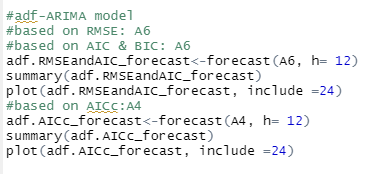 #adf-ARIMA model
#based on RMSE: A6
#based on AIC & BIC: A6
adf.RMSEandAIC_forecast<-forecast(A6, h= 12)
summary(adf.RMSEandAIC_forecast)
plot(adf.RMSEandAIC_forecast, include =24)
#based on AICc:A4
adf.AICc_forecast<-forecast(A4, h= 12)
summary(adf.AICc_forecast)
plot(adf.AICc_forecast, include =24)